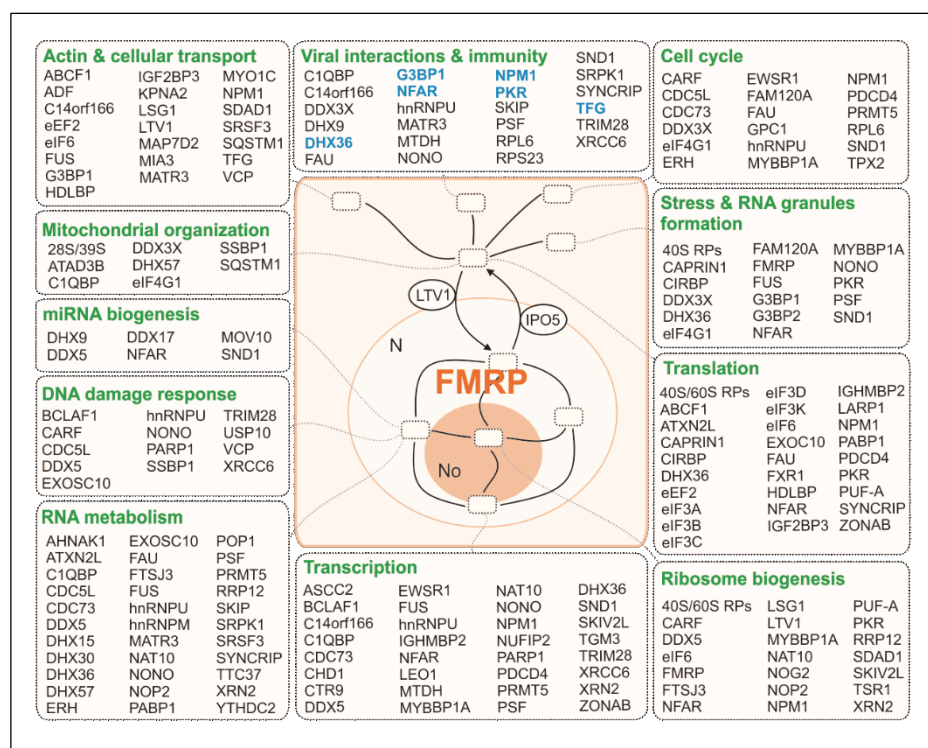 Actin & cellular transport
ABCF1 IGF2BP3 MYO1C
ADF KPNA2 NPM1
C14orf166 LSG1 SDAD1
eEF2 LTV1 SRSF3
eIF6 MAP7D2 SQSTM1
FUS MIA3 TFG
G3BP1 MATR3 VCP
HDLBP
Viral interactions & immunity
SND1
C1QBP G3BP1 NPM1 SRPK1
C14orf166 NFAR PKR SYNCRIP
DDX3X hnRNPU SKIP TFG
DHX9 MATR3 PSF TRIM28
DHX36 MTDH RPL6 XRCC6
FAU NONO RPS23
Cell cycle
CARF EWSR1 NPM1
CDC5L FAM120A PDCD4
CDC73 FAU PRMT5
DDX3X GPC1 RPL6
eIF4G1 hnRNPU SND1
ERH MYBBP1A TPX2
Mitochondrial organization
28S/39S DDX3X SSBP1
ATAD3B DHX57 SQSTM1
C1QBP eIF4G1
Stress & RNA granules
formation
40S RPs FAM120A MYBBP1A
CAPRIN1 FMRP NONO
CIRBP FUS PKR
DDX3X G3BP1 PSF
DHX36 G3BP2 SND1
eIF4G1 NFAR
miRNA biogenesis
DHX9 DDX17 MOV10
DDX5 NFAR SND1
LTV1
IPO5
N
FMRP
No
DNA damage response
BCLAF1 hnRNPU TRIM28
CARF NONO USP10
CDC5L PARP1 VCP
DDX5 SSBP1 XRCC6
EXOSC10
Translation
40S/60S RPs eIF3D IGHMBP2
ABCF1 eIF3K LARP1
ATXN2L eIF6 NPM1
CAPRIN1 EXOC10 PABP1
CIRBP FAU PDCD4
DHX36 FXR1 PKR
eEF2 HDLBP PUF-A
eIF3A NFAR SYNCRIP
eIF3B IGF2BP3 ZONAB
eIF3C
RNA metabolism
AHNAK1 EXOSC10 POP1
ATXN2L FAU PSF
C1QBP FTSJ3 PRMT5
CDC5L FUS RRP12
CDC73 hnRNPU SKIP
DDX5 hnRNPM SRPK1
DHX15 MATR3 SRSF3
DHX30 NAT10 SYNCRIP
DHX36 NONO TTC37
DHX57 NOP2 XRN2
ERH PABP1 YTHDC2
Transcription
ASCC2 EWSR1 NAT10 DHX36
BCLAF1 FUS NONO SND1
C14orf166 hnRNPU NPM1 SKIV2L
C1QBP IGHMBP2 NUFIP2 TGM3
CDC73 NFAR PARP1 TRIM28
CHD1 LEO1 PDCD4 XRCC6
CTR9 MTDH PRMT5 XRN2
DDX5 MYBBP1A PSF ZONAB
Ribosome biogenesis
40S/60S RPs LSG1 PUF-A
CARF LTV1 PKR
DDX5 MYBBP1A RRP12
eIF6 NAT10 SDAD1
FMRP NOG2 SKIV2L
FTSJ3 NOP2 TSR1
NFAR NPM1 XRN2